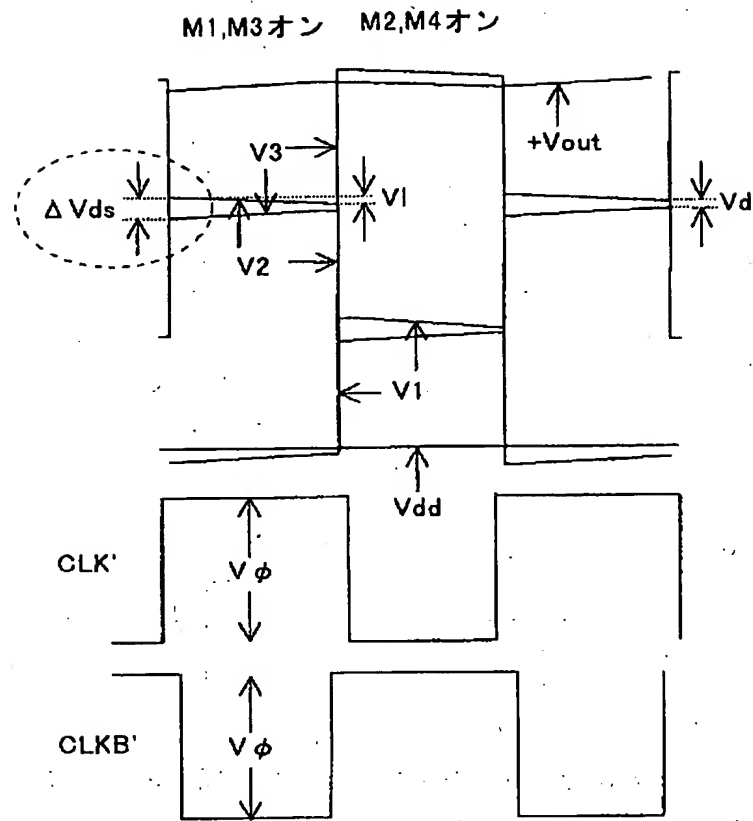 M1,M3オン M2,M4オン
+Vout
V3
ΔVds
Vl
Vd
V2
V1
Vdd
CLK'
Vφ
CLKB'
Vφ